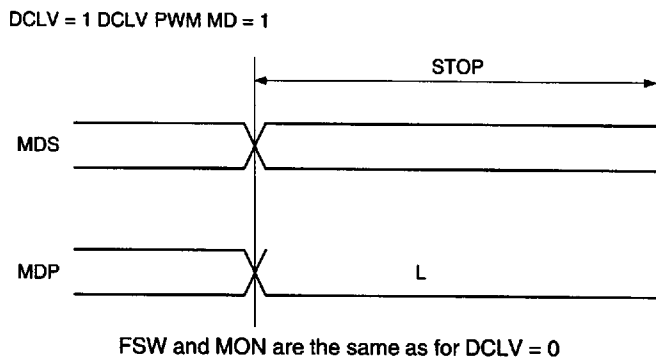 DCLV = 1 DCLV PWM MD = 1
STOP
MDS
MDP
L
FSW and MON are the same as for DCLV = 0